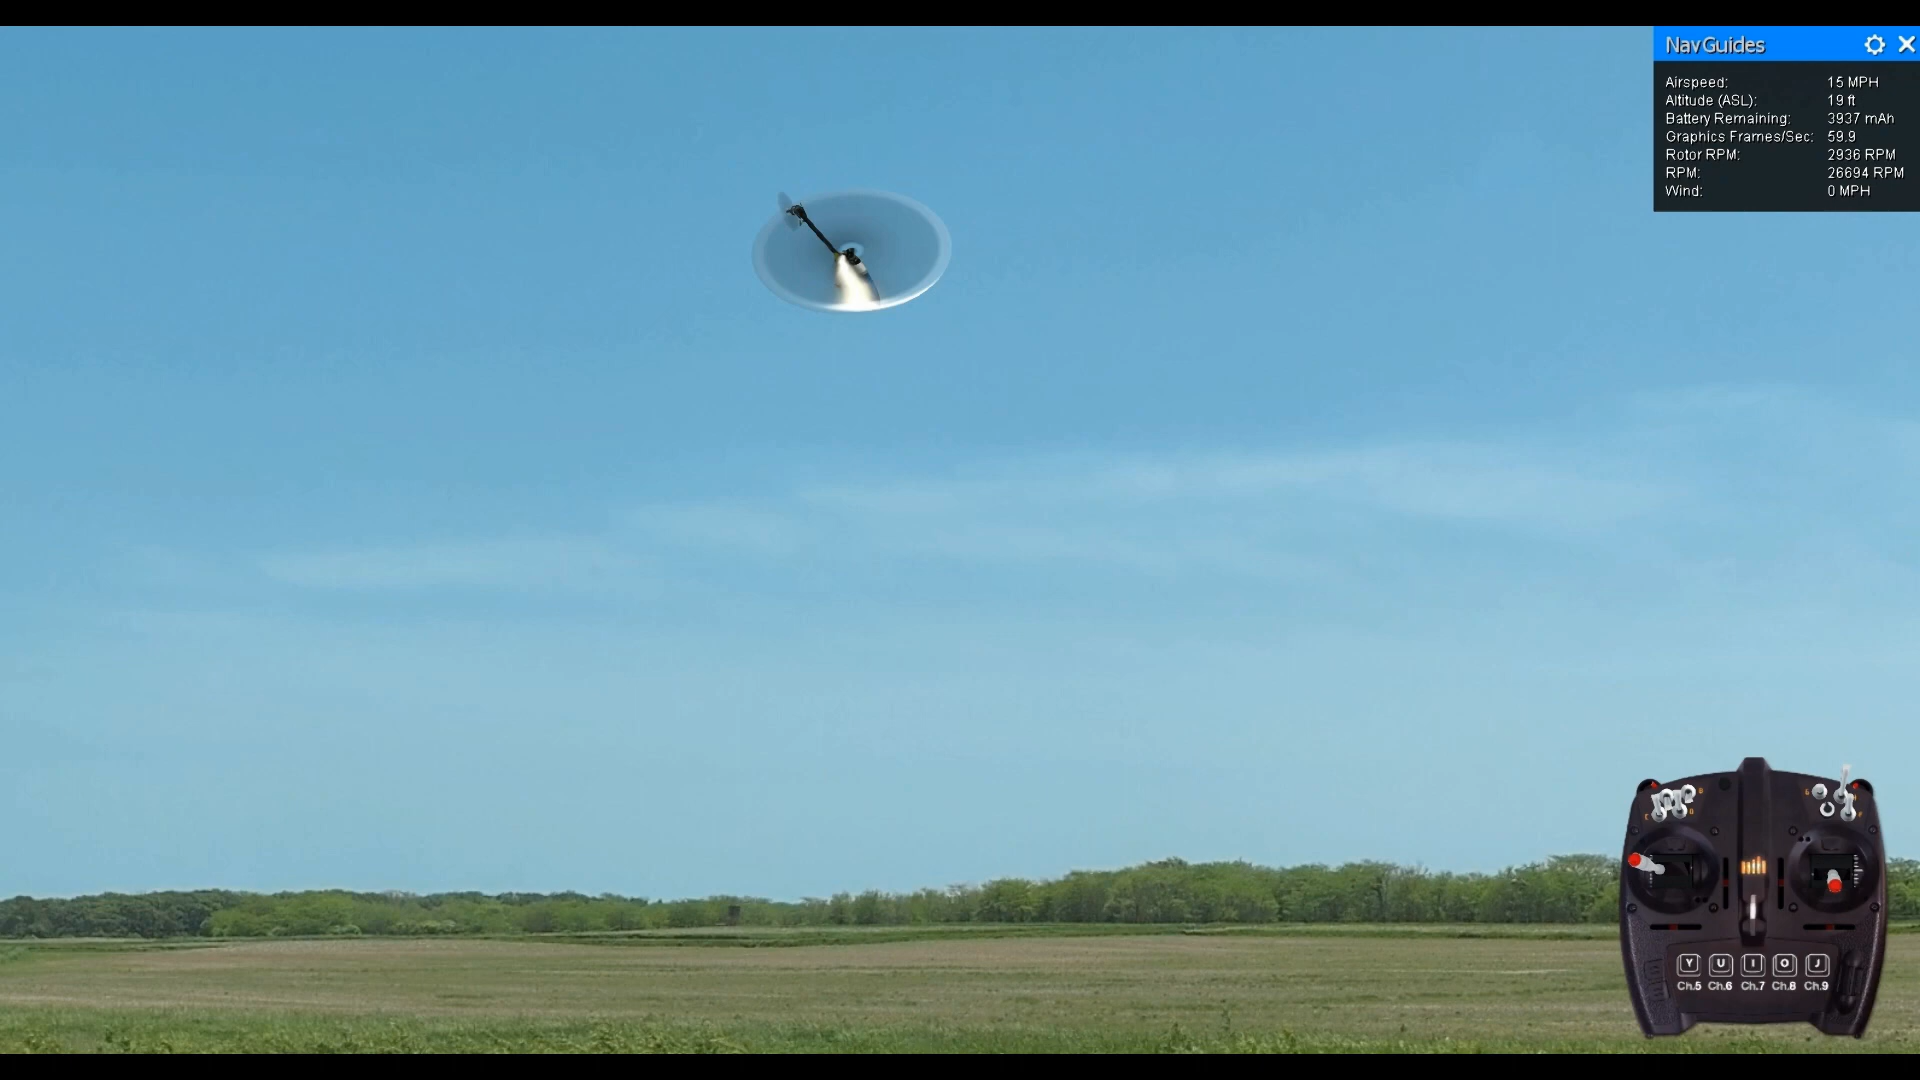 NavGuides
Airspeed: 15 MPH
Altitude (ASL): 19 ft
Battery Remaining: 3937 mAh
Graphics Frames/Sec: 59.9
Rotor RPM: 2936 RPM
RPM: 26694 RPM
Wind: 0 MPH
Y U I O J
Ch.5 Ch.6 Ch.7 Ch.8 Ch.9